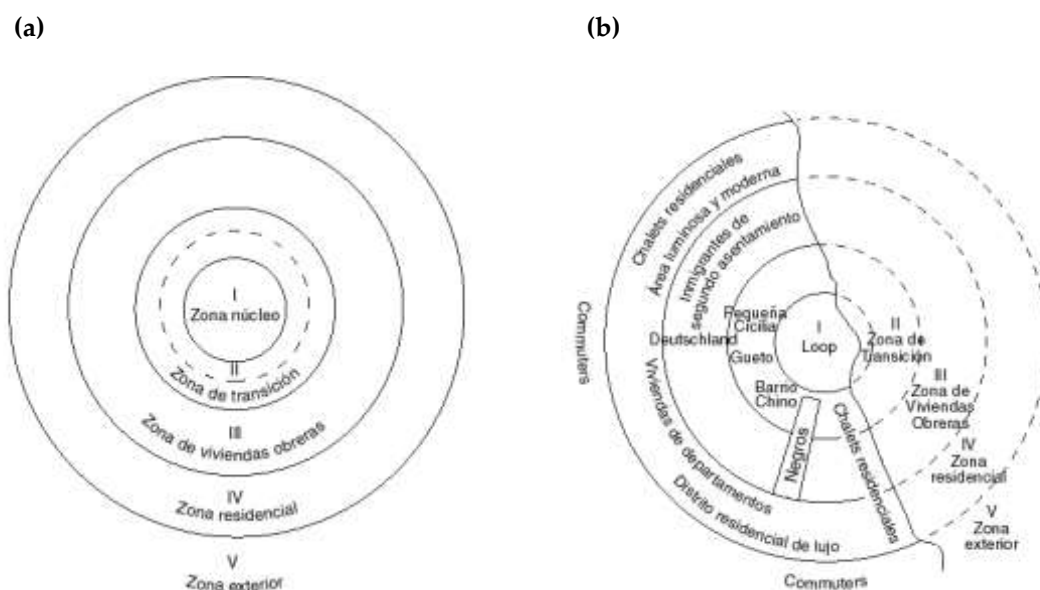 (a)
(b)
I
Zona núcleo
II
Zona de transición
III
Zona de viviendas obreras
IV
Zona residencial
V
Zona exterior
Chalets residenciales
Área luminosa y moderna
Inmigrantes de
segundo asentamiento
Pequeña
Cicilia
Deutschland
Gueto
Barrio
Chino
I
Loop
II
Zona de
Transición
III
Zona de
Viviendas
Obreras
IV
Zona
residencial
V
Zona
exterior
Negros
Chalets residenciales
Viviendas de departamentos
Distrito residencial de lujo
Commuters
Commuters